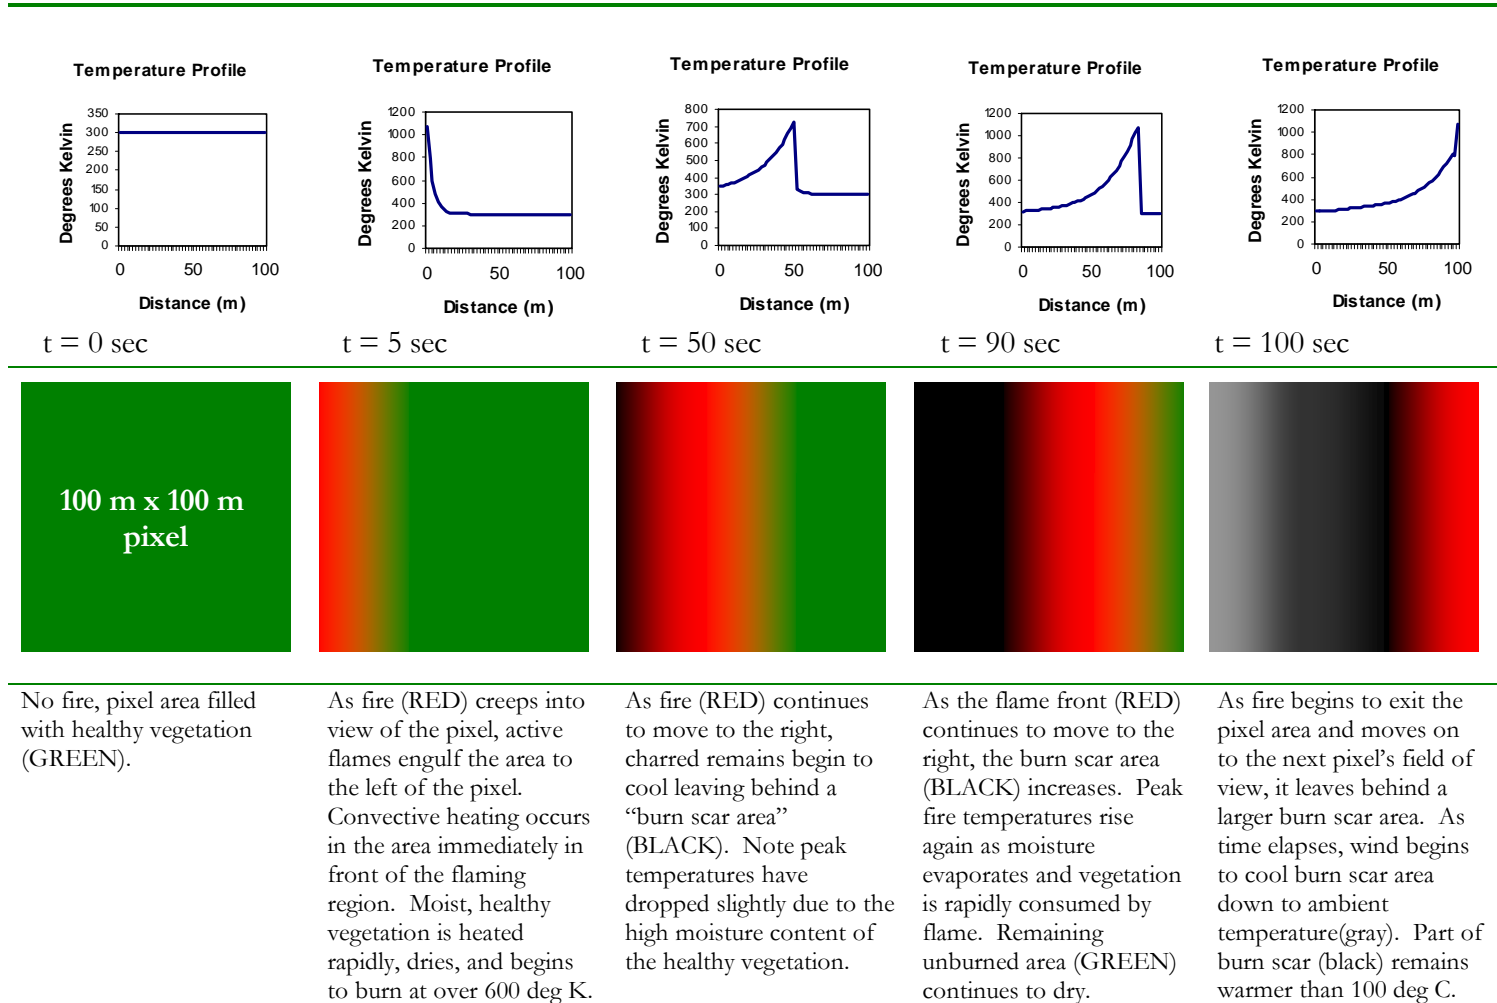 Temperature Profile
Degrees Kelvin
350
300
250
200
150
100
50
0
0 50 100
Distance (m)
t = 0 sec
Temperature Profile
Degrees Kelvin
1200
1000
800
600
400
200
0
0 50 100
Distance (m)
t = 5 sec
Temperature Profile
Degrees Kelvin
800
700
600
500
400
300
200
100
0
0 50 100
Distance (m)
t = 50 sec
Temperature Profile
Degrees Kelvin
1200
1000
800
600
400
200
0
0 50 100
Distance (m)
t = 90 sec
Temperature Profile
Degrees Kelvin
1200
1000
800
600
400
200
0
0 50 100
Distance (m)
t = 100 sec
100 m x 100 m
pixel
No fire, pixel area filled
with healthy vegetation
(GREEN).
As fire (RED) creeps into
view of the pixel, active
flames engulf the area to
the left of the pixel.
Convective heating occurs
in the area immediately in
front of the flaming
region.  Moist, healthy
vegetation is heated
rapidly, dries, and begins
to burn at over 600 deg K.
As fire (RED) continues
to move to the right,
charred remains begin to
cool leaving behind a
“burn scar area”
(BLACK).  Note peak
temperatures have
dropped slightly due to the
high moisture content of
the healthy vegetation.
As the flame front (RED)
continues to move to the
right, the burn scar area
(BLACK) increases.  Peak
fire temperatures rise
again as moisture
evaporates and vegetation
is rapidly consumed by
flame.  Remaining
unburned area (GREEN)
continues to dry.
As fire begins to exit the
pixel area and moves on
to the next pixel’s field of
view, it leaves behind a
larger burn scar area.  As
time elapses, wind begins
to cool burn scar area
down to ambient
temperature(gray).  Part of
burn scar (black) remains
warmer than 100 deg C.